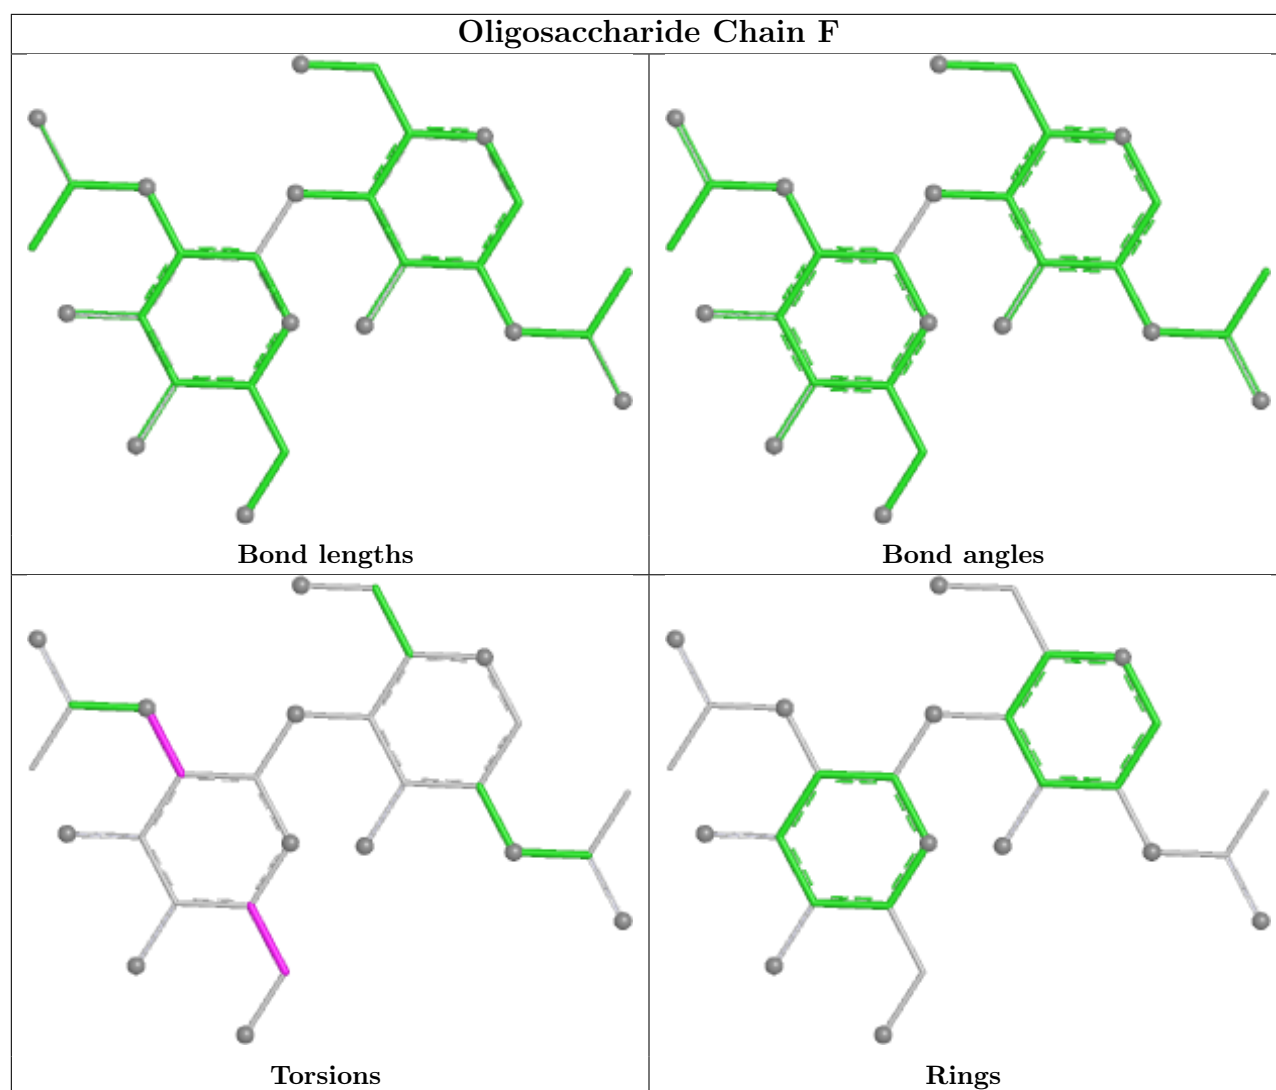 Oligosaccharide Chain F
Bond lengths
Bond angles
Torsions
Rings